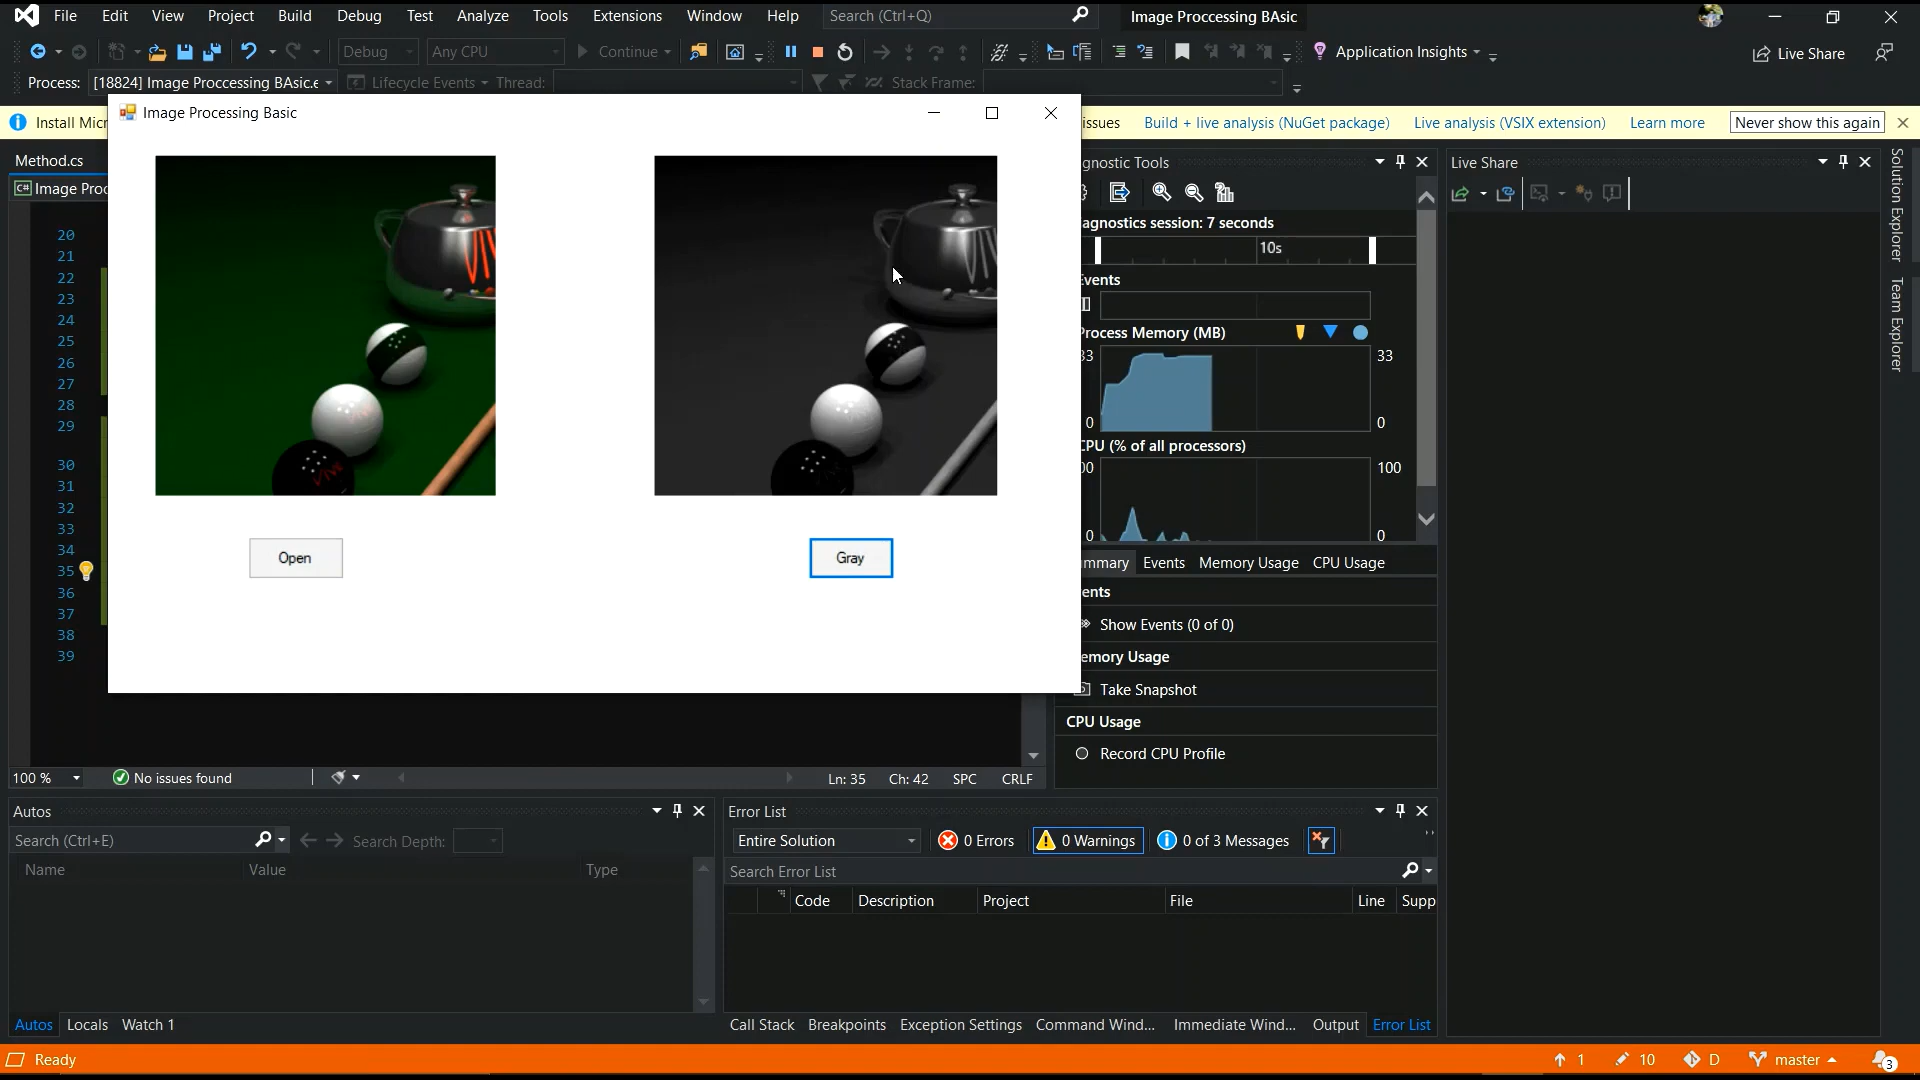 File Edit View Project Build Debug Test Analyze Tools Extensions Window Help Search (Ctrl+Q) Image Proccessing BAsic
Debug Any CPU Continue Application Insights Live Share
Process: [18824] Image Proccessing BAsic.e Lifecycle Events Thread: Stack Frame:
Install Micr
issues Build + live analysis (NuGet package) Live analysis (VSIX extension) Learn more Never show this again
Image Processing Basic
Method.cs
C# Image Proc
20
21
22
23
24
25
26
27
28
29
30
31
32
33
34
35
36
37
38
39
Open
Gray
gnostic Tools
agnostics session: 7 seconds
10s
Events
Process Memory (MB)
33 33
0 0
CPU (% of all processors)
00 100
0 0
ummary Events Memory Usage CPU Usage
ents
Show Events (0 of 0)
emory Usage
Take Snapshot
CPU Usage
Record CPU Profile
Live Share
Solution Explorer
Team Explorer
100 % No issues found Ln: 35 Ch: 42 SPC CRLF
Autos
Search (Ctrl+E) Search Depth:
Name Value Type
Autos Locals Watch 1
Error List
Entire Solution 0 Errors 0 Warnings 0 of 3 Messages
Search Error List
Code Description Project File Line Supp
Call Stack Breakpoints Exception Settings Command Wind... Immediate Wind... Output Error List
Ready 1 10 D master 3